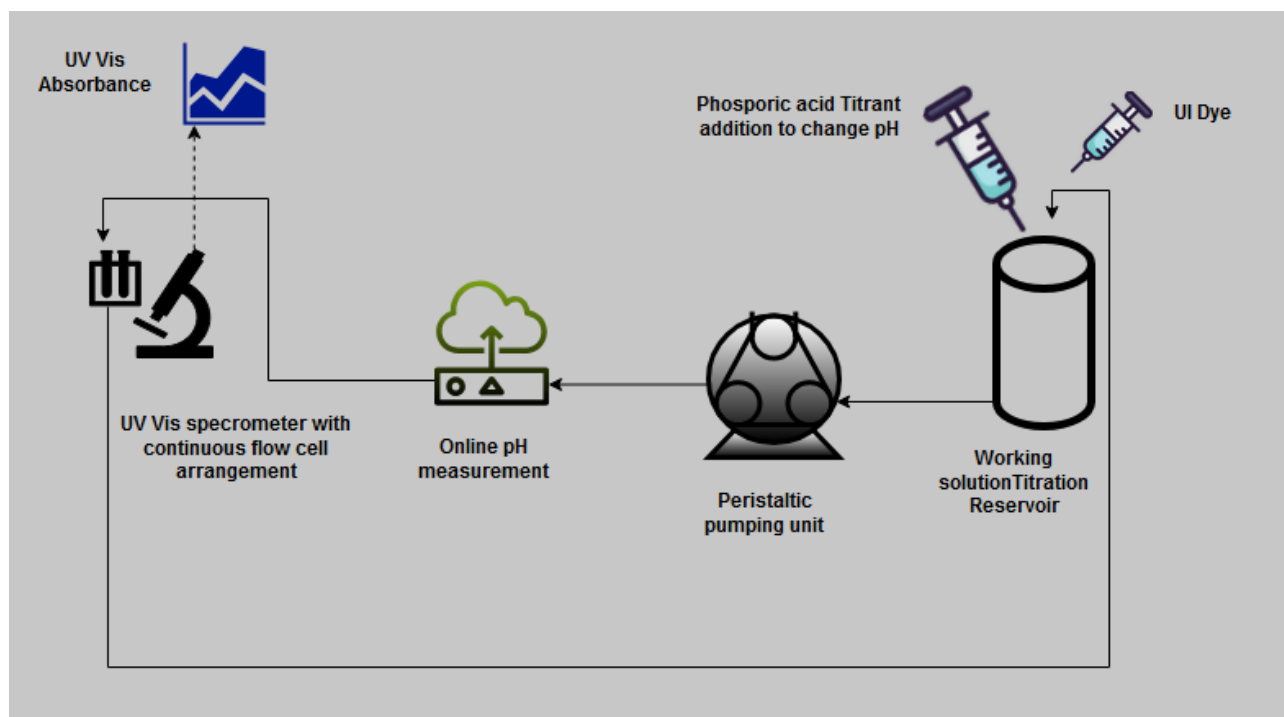 UV Vis
Absorbance
Phosporic acid Titrant
addition to change pH
UI Dye
UV Vis specrometer with
continuous flow cell
arrangement
Online pH
measurement
Peristaltic
pumping unit
Working
solutionTitration
Reservoir